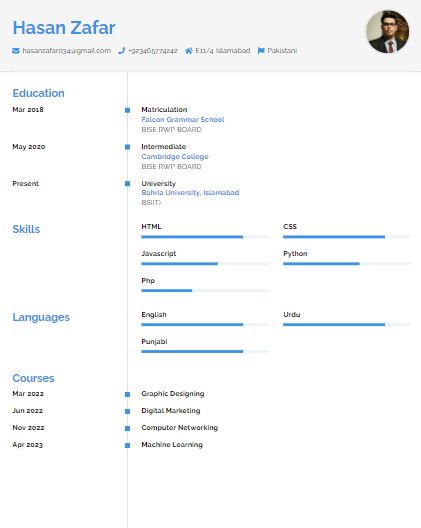 Hasan Zafar
hasanzafar034@gmail.com +923465774242 E11/4 Islamabad Pakistani
Education
Mar 2018 Matriculation
Falcon Grammar School
BISE RWP BOARD
May 2020 Intermediate
Cambridge College
BISE RWP BOARD
Present University
Bahria University, Islamabad
BS(IT)
Skills
HTML CSS
Javascript Python
Php
Languages
English Urdu
Punjabi
Courses
Mar 2022 Graphic Designing
Jun 2022 Digital Marketing
Nov 2022 Computer Networking
Apr 2023 Machine Learning